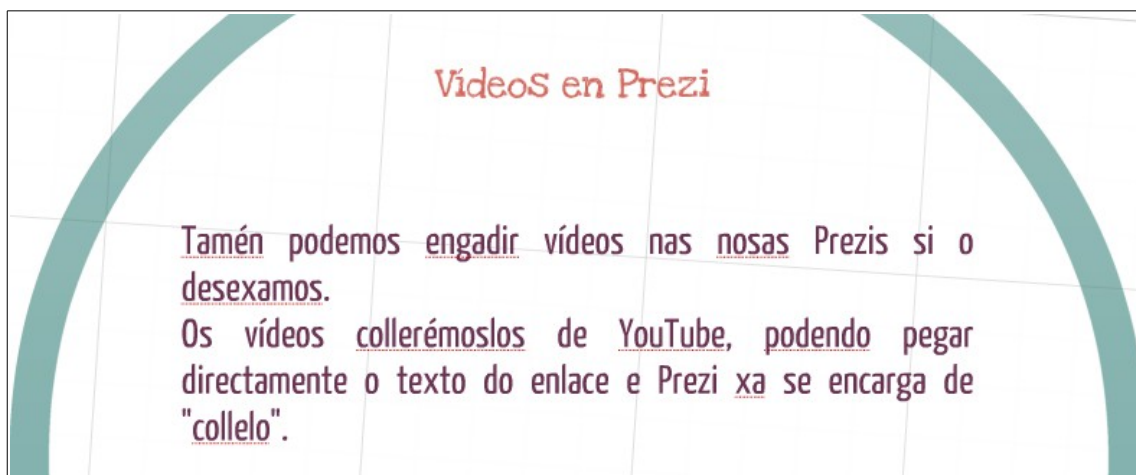 Vídeos en Prezi
Tamén podemos engadir vídeos nas nosas Prezis si o
desexamos.
Os vídeos collerémoslos de YouTube, podendo pegar
directamente o texto do enlace e Prezi xa se encarga de
"collelo".